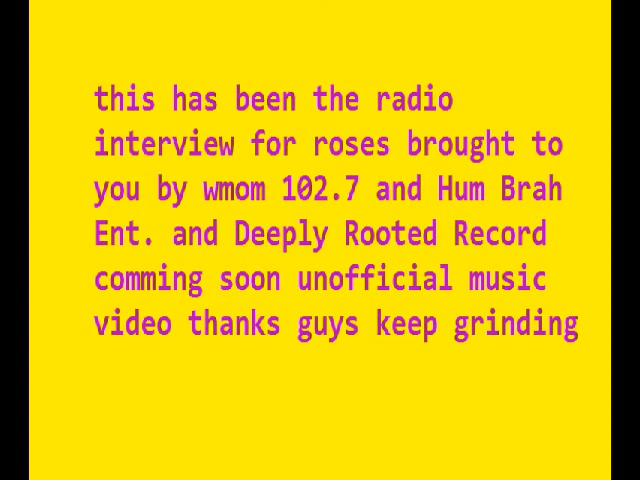 this has been the radio
interview for roses brought to
you by wmom 102.7 and Hum Brah
Ent. and Deeply Rooted Record
comming soon unofficial music
video thanks guys keep grinding